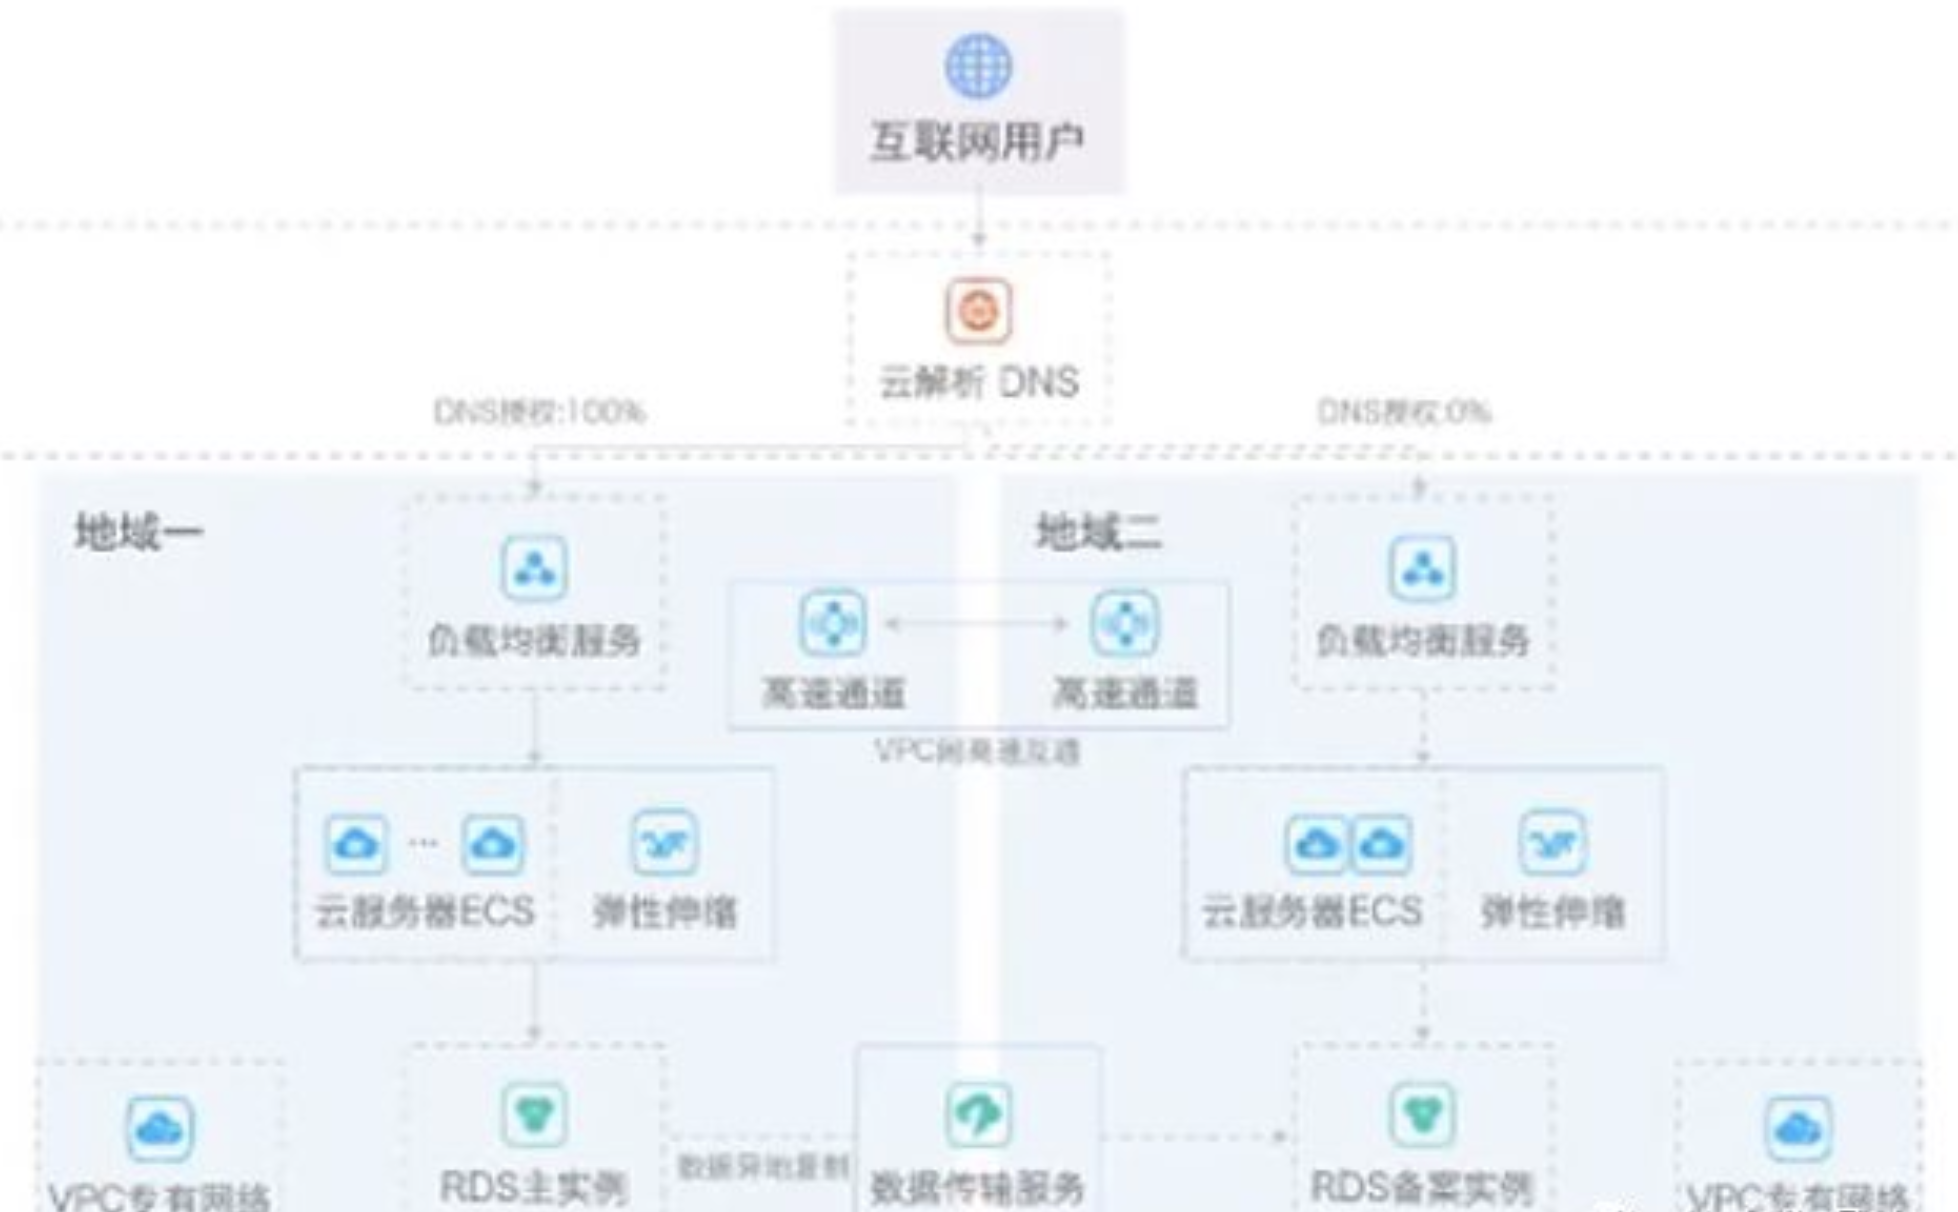 互联网用户
云解析 DNS
DNS授权:100%
DNS授权:0%
地域一
地域二
负载均衡服务
负载均衡服务
高速通道
高速通道
VPC间高速互通
云服务器ECS
弹性伸缩
云服务器ECS
弹性伸缩
VPC专有网络
RDS主实例
数据异地复制
数据传输服务
RDS备案实例
VPC专有网络